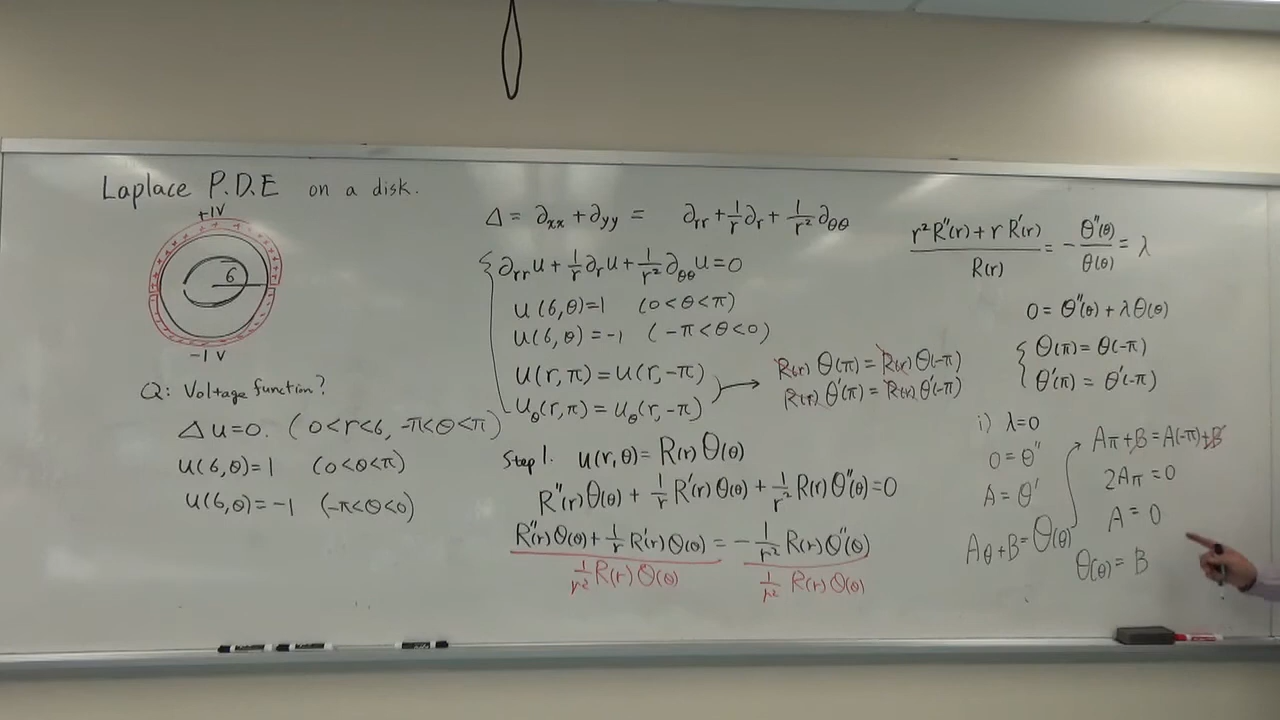 Laplace P.D.E on a disk.
+1V
6
-1V
Q: Voltage function?
Δu=0. (0<r<6, -π<θ<π)
u(6,θ)=1 (0<θ<π)
u(6,θ)=-1 (-π<θ<0)
Δ = ∂xx + ∂yy = ∂rr + 1/r ∂r + 1/r² ∂θθ
{ ∂rr u + 1/r ∂r u + 1/r² ∂θθ u = 0
u(6,θ)=1 (0<θ<π)
u(6,θ)=-1 (-π<θ<0)
u(r,π) = u(r,-π)
u_θ(r,π) = u_θ(r,-π)
R(r) Θ(π) = R(r) Θ(-π)
R(r) Θ'(π) = R(r) Θ'(-π)
Step 1. u(r,θ) = R(r) Θ(θ)
R''(r)Θ(θ) + 1/r R'(r)Θ(θ) + 1/r² R(r)Θ''(θ) = 0
R''(r)Θ(θ) + 1/r R'(r)Θ(θ) = - 1/r² R(r)Θ''(θ)
1/r² R(r)Θ(θ) 1/r² R(r)Θ(θ)
r²R''(r) + r R'(r) / R(r) = - Θ''(θ) / Θ(θ) = λ
0 = Θ''(θ) + λΘ(θ)
{ Θ(π) = Θ(-π)
Θ'(π) = Θ'(-π)
i) λ=0
0 = Θ''
A = Θ'
Aθ+B = Θ(θ)
Aπ+B = A(-π)+B
2Aπ = 0
A = 0
Θ(θ) = B